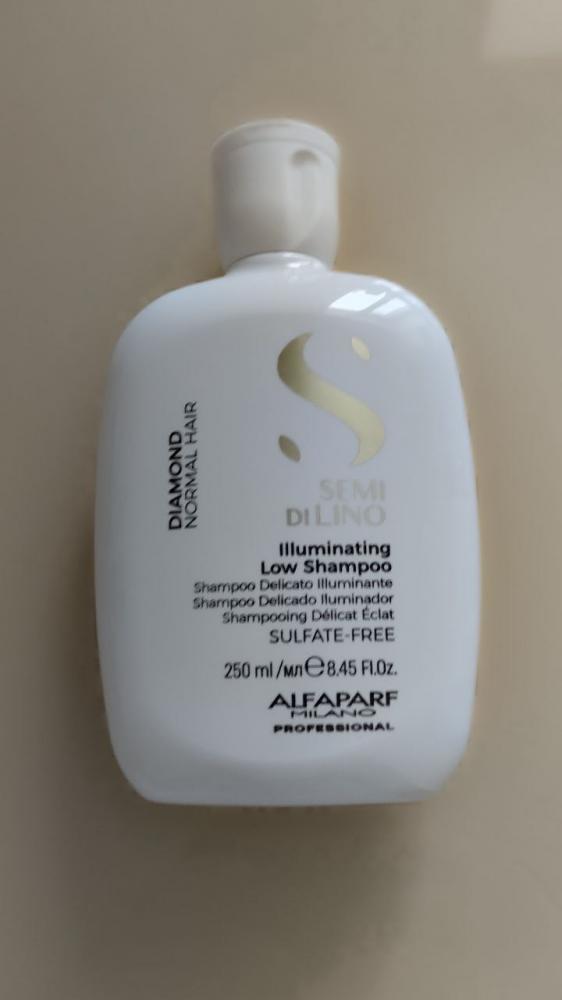 DIAMOND
NORMAL HAIR
SEMI
DI LINO
Illuminating
Low Shampoo
Shampoo Delicato Illuminante
Shampoo Delicado Iluminador
Shampooing Délicat Éclat
SULFATE-FREE
250 ml/мл ℮ 8.45 Fl.Oz.
ALFAPARF
MILANO
PROFESSIONAL